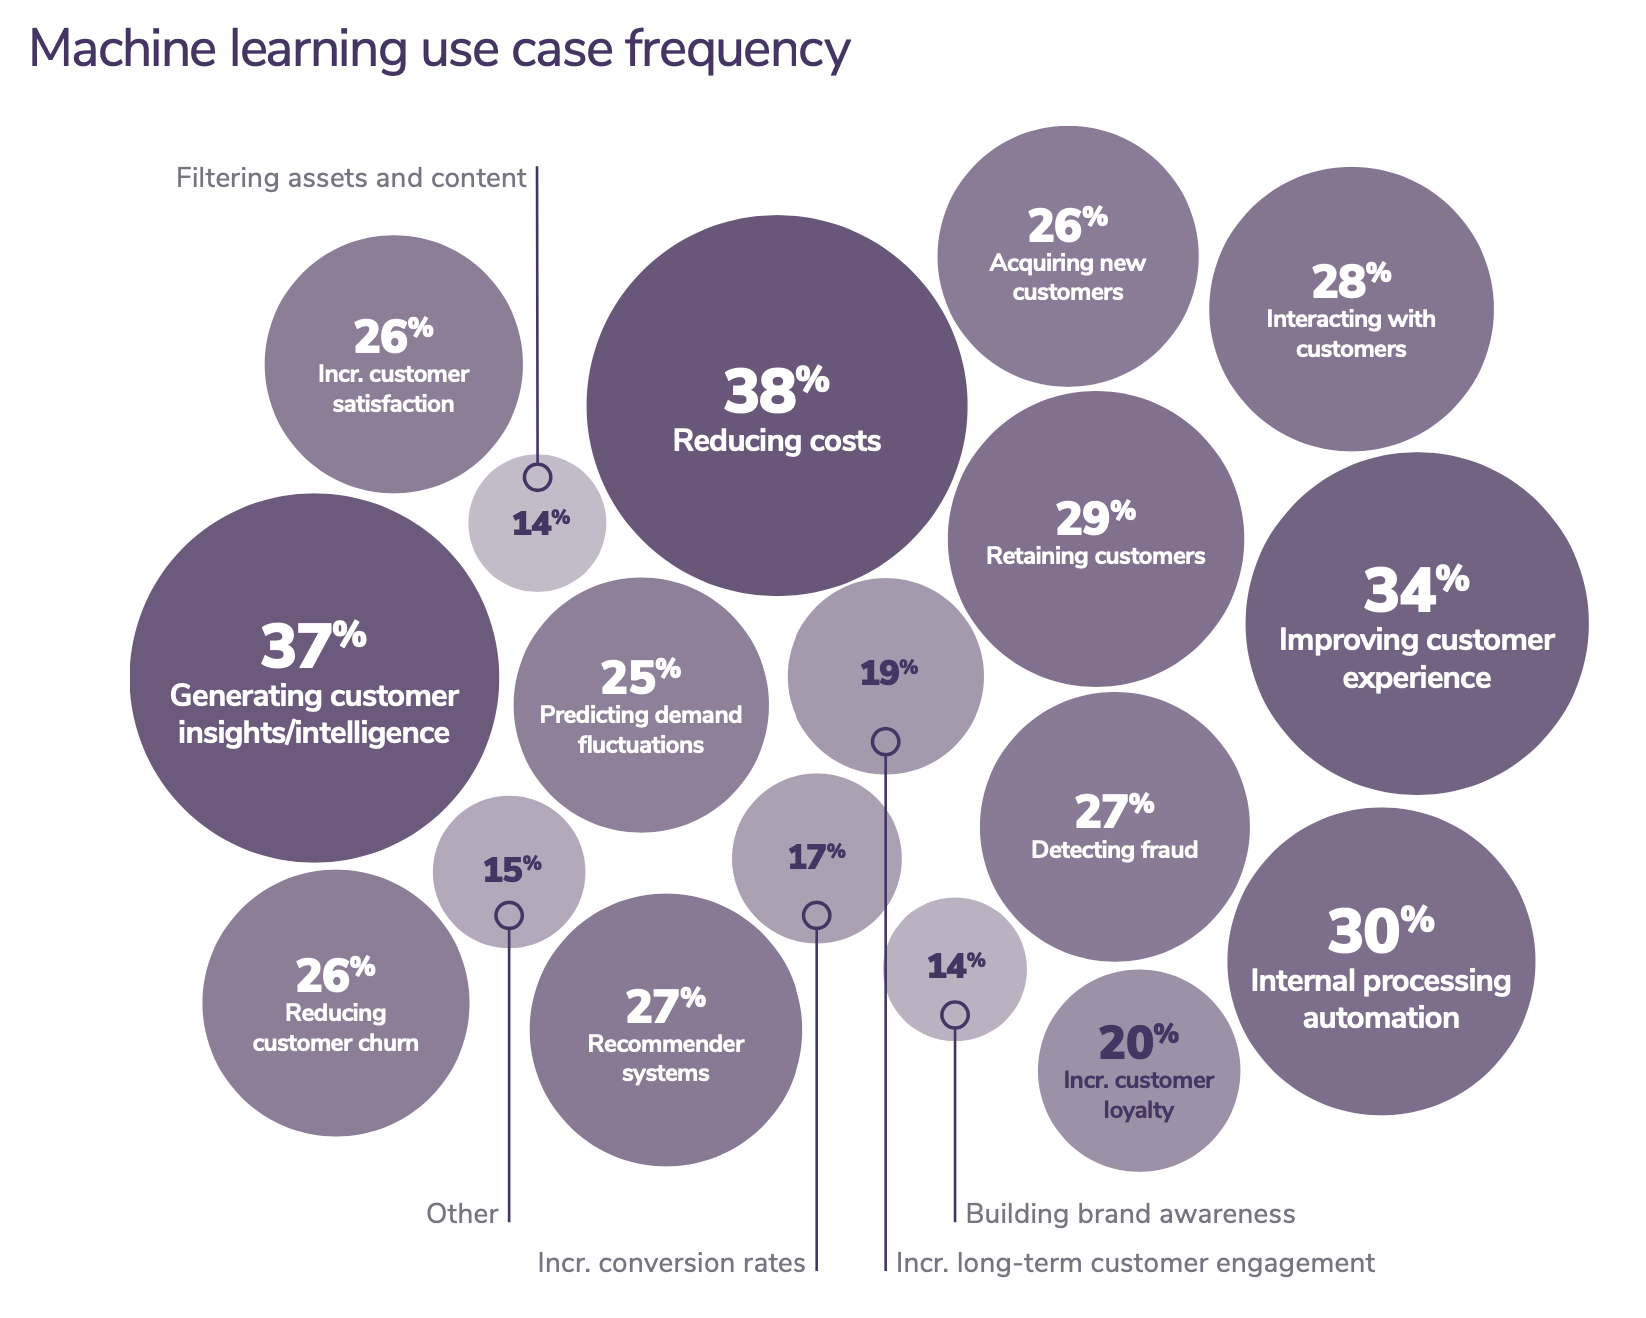 Machine learning use case frequency
Filtering assets and content
14%
26%
Incr. customer
satisfaction
38%
Reducing costs
26%
Acquiring new
customers
28%
Interacting with
customers
29%
Retaining customers
34%
Improving customer
experience
37%
Generating customer
insights/intelligence
25%
Predicting demand
fluctuations
19%
27%
Detecting fraud
15%
17%
14%
30%
Internal processing
automation
26%
Reducing
customer churn
27%
Recommender
systems
20%
Incr. customer
loyalty
Other
Building brand awareness
Incr. conversion rates
Incr. long-term customer engagement